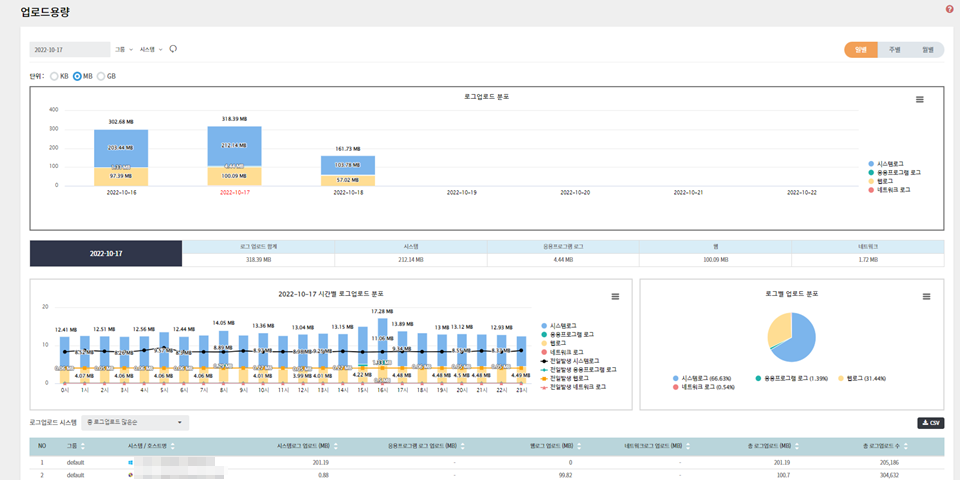 업로드용량
2022-10-17 그룹 시스템
일별 주별 월별
단위 : KB MB GB
로그업로드 분포
400
300
200
100
0
302.68 MB
203.44 MB
97.39 MB
318.39 MB
212.14 MB
100.09 MB
161.73 MB
103.78 MB
57.02 MB
2022-10-16 2022-10-17 2022-10-18 2022-10-19 2022-10-20 2022-10-21 2022-10-22
시스템로그
응용프로그램 로그
웹로그
네트워크 로그
2022-10-17
로그 업로드 합계 시스템 응용프로그램 로그 웹 네트워크
318.39 MB 212.14 MB 4.44 MB 100.09 MB 1.72 MB
2022-10-17 시간별 로그업로드 분포
20
10
0
12.41 MB 12.51 MB 12.56 MB 12.44 MB 14.05 MB 13.36 MB 13.04 MB 13.15 MB 17.28 MB 13.89 MB 13 MB 13.12 MB 12.93 MB
11.06 MB
4.07 MB 4.06 MB 4.06 MB 4.06 MB 4.01 MB 3.99 MB 4.01 MB 4.22 MB 4.48 MB 4.48 MB 4.5 MB 4.48 MB 4.49 MB
0시 1시 2시 3시 4시 5시 6시 7시 8시 9시 10시 11시 12시 13시 14시 15시 16시 17시 18시 19시 20시 21시 22시 23시
시스템로그
응용프로그램 로그
웹로그
네트워크 로그
전일발생 시스템로그
전일발생 응용프로그램 로그
전일발생 웹로그
전일발생 네트워크 로그
로그별 업로드 분포
시스템로그 (66.63%) 응용프로그램 로그 (1.39%) 웹로그 (31.44%)
네트워크 로그 (0.54%)
로그업로드 시스템 총 로그업로드 많은순
CSV
NO 그룹 시스템 / 호스트명 시스템로그 업로드 (MB) 응용프로그램 로그 업로드 (MB) 웹로그 업로드 (MB) 네트워크로그 업로드 (MB) 총 로그업로드 (MB) 총 로그업로드 수
1 default 201.19 - 0 - 201.19 205,186
2 default 0.88 - 99.82 - 100.7 304,632